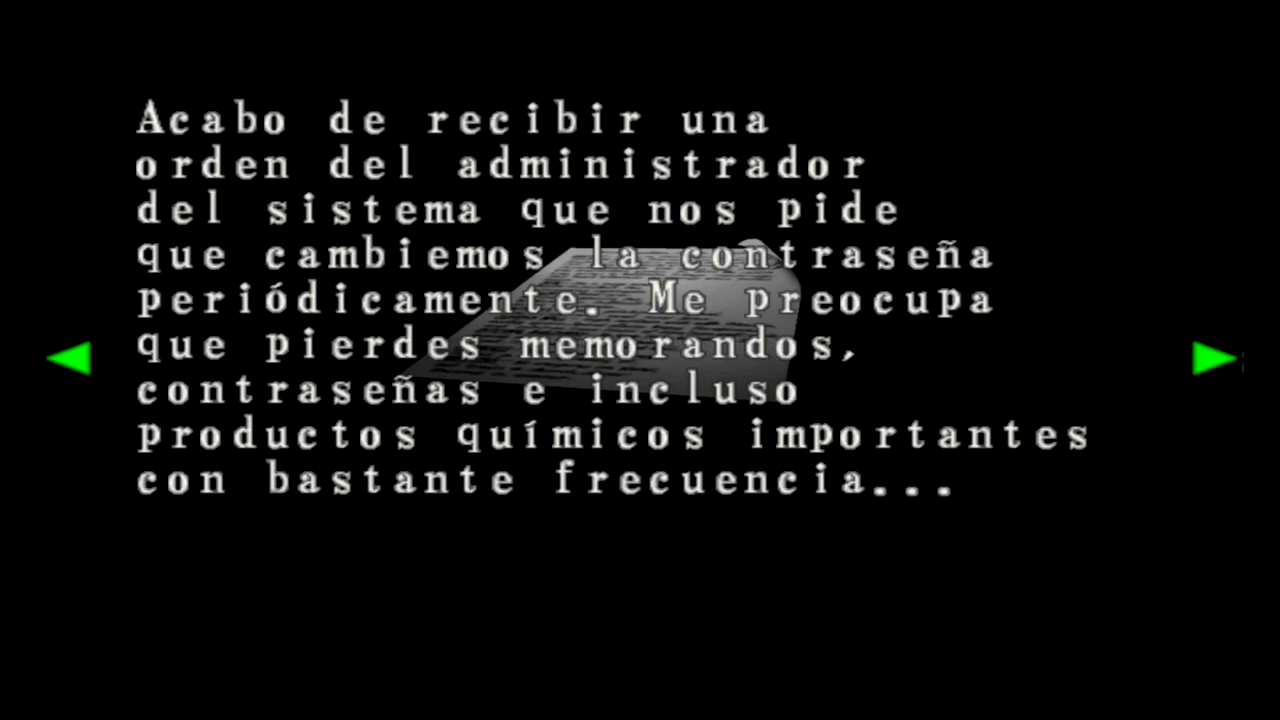 Acabo de recibir una
orden del administrador
del sistema que nos pide
que cambiemos la contraseña
periódicamente. Me preocupa
que pierdes memorandos,
contraseñas e incluso
productos químicos importantes
con bastante frecuencia...